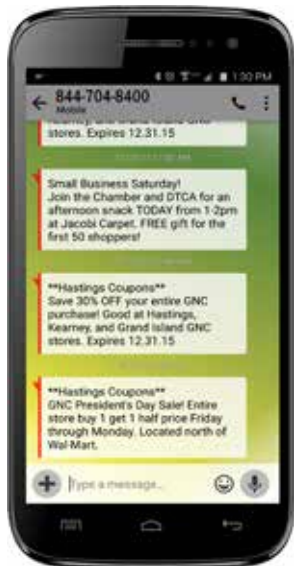 1:30 PM
844-704-8400
Mobile
Kearney, and Grand Island GNC
stores. Expires 12.31.15
Small Business Saturday!
Join the Chamber and DTCA for an
afternoon snack TODAY from 1-2pm
at Jacobi Carpet. FREE gift for the
first 50 shoppers!
**Hastings Coupons**
Save 30% OFF your entire GNC
purchase! Good at Hastings,
Kearney, and Grand Island GNC
stores. Expires 12.31.15
**Hastings Coupons**
GNC President's Day Sale! Entire
store buy 1 get 1 half price Friday
through Monday. Located north of
Wal-Mart.
Type a message...